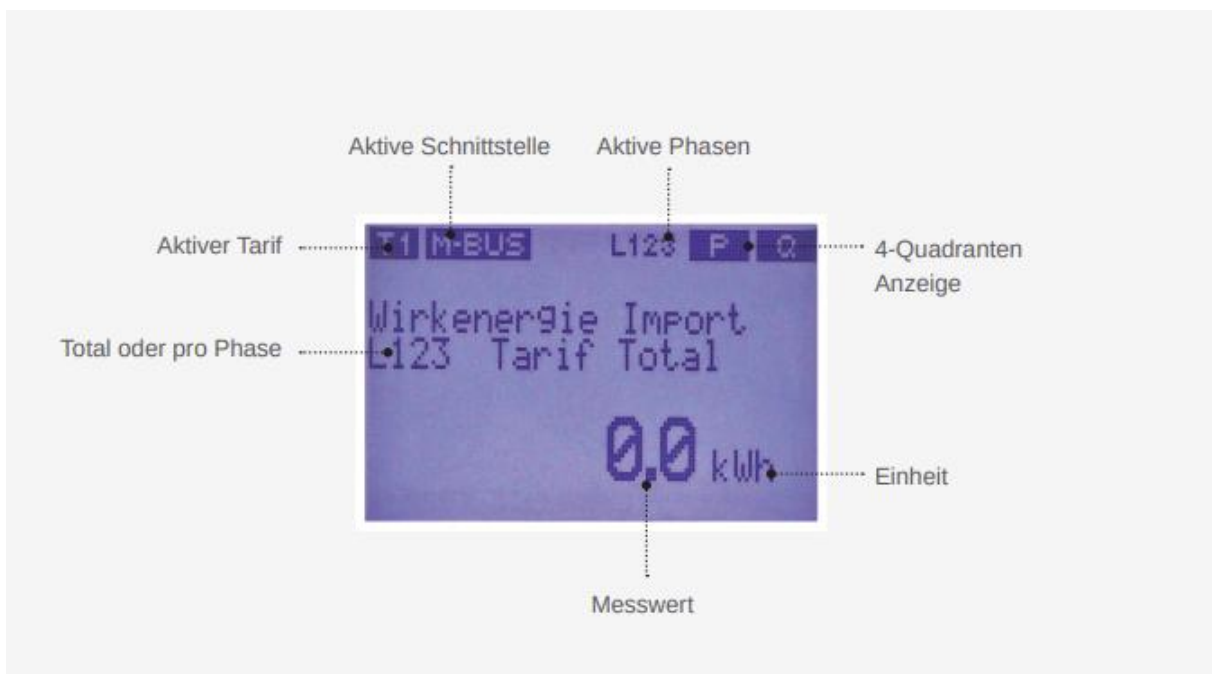 Aktive Schnittstelle
Aktive Phasen
Aktiver Tarif
T1 M-BUS L123 P Q
4-Quadranten
Anzeige
Wirkenergie Import
Total oder pro Phase
L123 Tarif Total
0.0 kWh
Einheit
Messwert